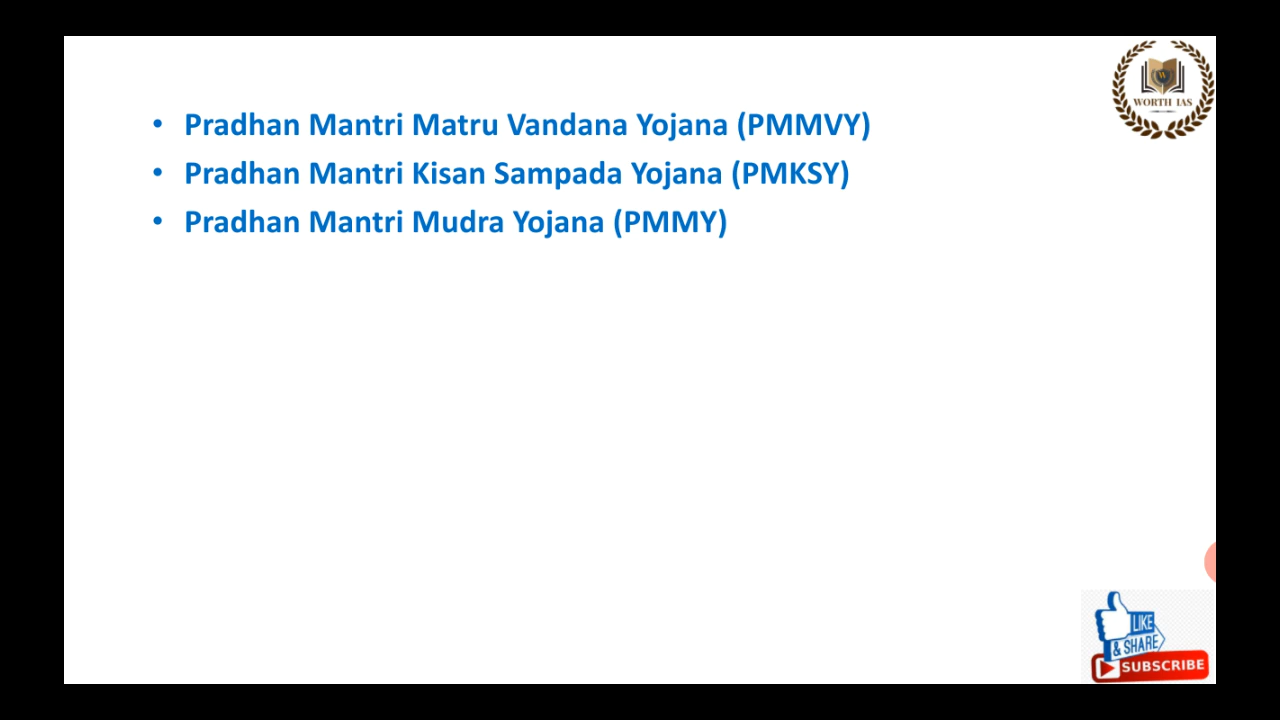 WORTH IAS
• Pradhan Mantri Matru Vandana Yojana (PMMVY)
• Pradhan Mantri Kisan Sampada Yojana (PMKSY)
• Pradhan Mantri Mudra Yojana (PMMY)
LIKE
& SHARE
SUBSCRIBE